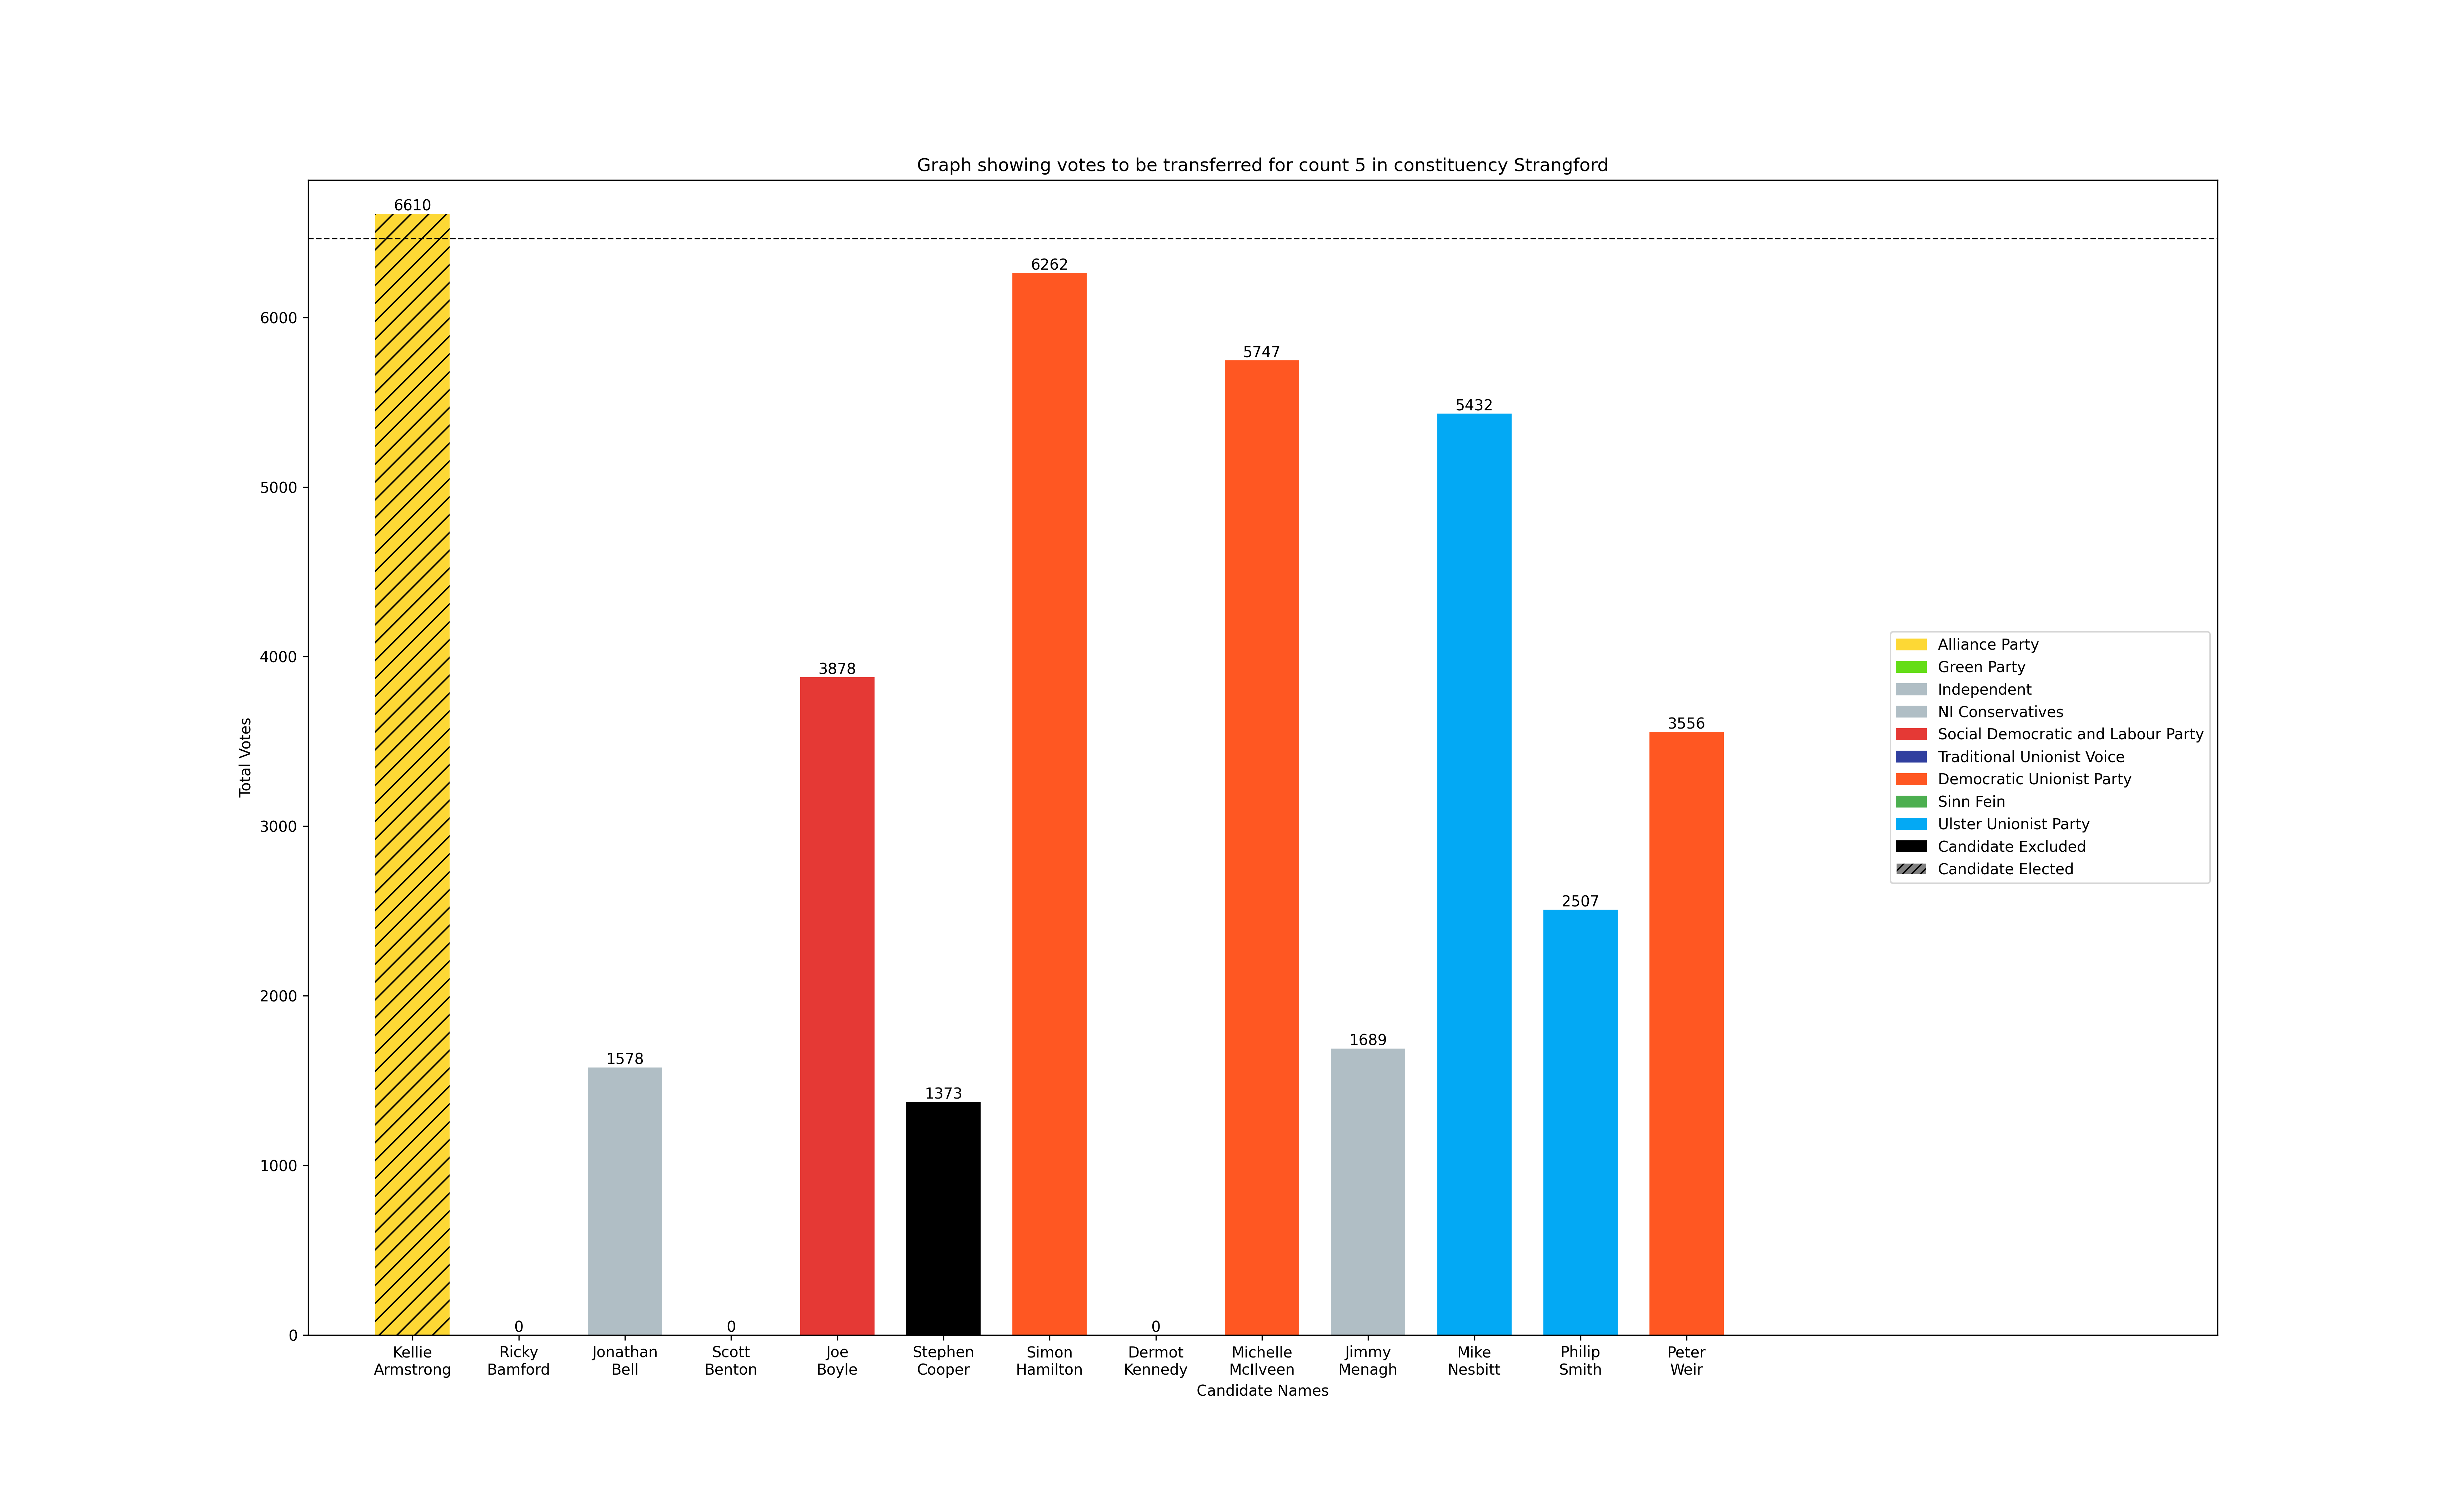 Graph showing votes to be transferred for count 5 in constituency Strangford
Total Votes
6000
5000
4000
3000
2000
1000
0
6610
0
1578
0
3878
1373
6262
0
5747
1689
5432
2507
3556
Alliance Party
Green Party
Independent
NI Conservatives
Social Democratic and Labour Party
Traditional Unionist Voice
Democratic Unionist Party
Sinn Fein
Ulster Unionist Party
Candidate Excluded
Candidate Elected
Kellie
Armstrong
Ricky
Bamford
Jonathan
Bell
Scott
Benton
Joe
Boyle
Stephen
Cooper
Simon
Hamilton
Dermot
Kennedy
Michelle
McIlveen
Jimmy
Menagh
Mike
Nesbitt
Philip
Smith
Peter
Weir
Candidate Names